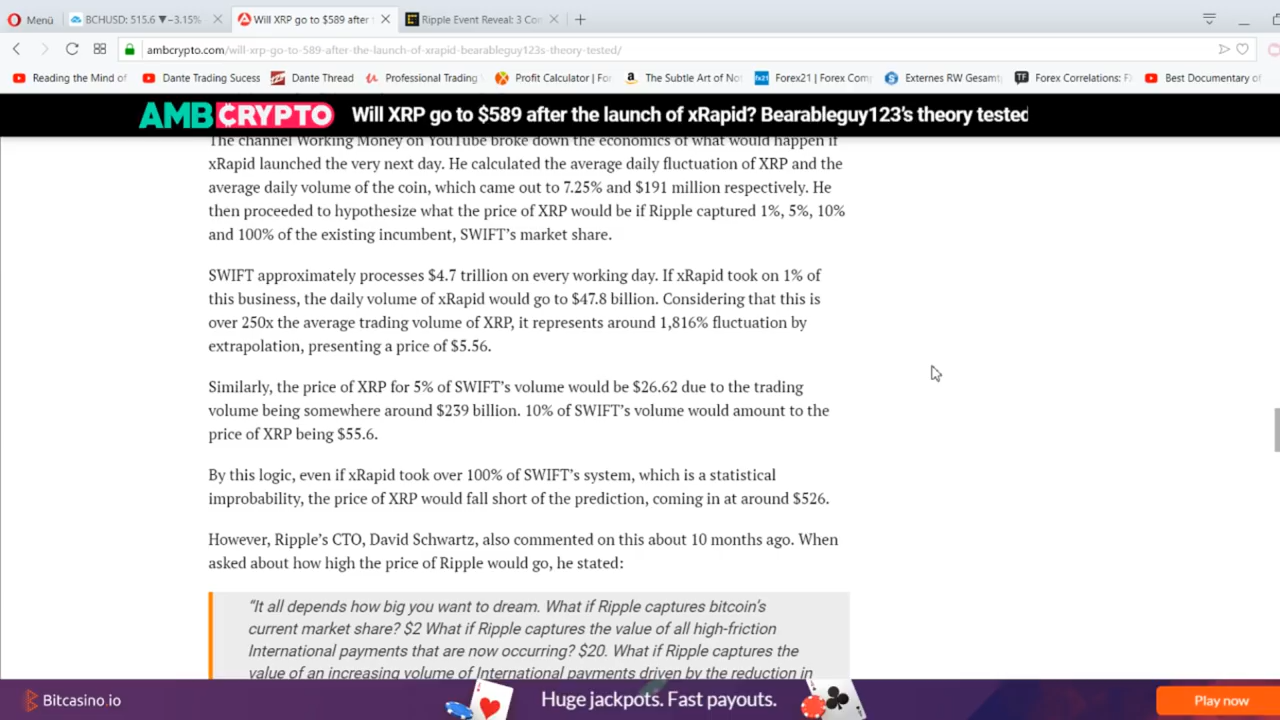 Menü
BCHUSD: 515.6 ▼-3.15%
Will XRP go to $589 after t
Ripple Event Reveal: 3 Con
ambcrypto.com/will-xrp-go-to-589-after-the-launch-of-xrapid-bearableguy123s-theory-tested/
Reading the Mind of
Dante Trading Sucess
Dante Thread
Professional Trading
Profit Calculator | For
The Subtle Art of No
Forex21 | Forex Comp
Externes RW Gesamt
Forex Correlations: F
Best Documentary of
AMBCRYPTO
Will XRP go to $589 after the launch of xRapid? Bearableguy123's theory tested
The channel Working Money on YouTube broke down the economics of what would happen if
xRapid launched the very next day. He calculated the average daily fluctuation of XRP and the
average daily volume of the coin, which came out to 7.25% and $191 million respectively. He
then proceeded to hypothesize what the price of XRP would be if Ripple captured 1%, 5%, 10%
and 100% of the existing incumbent, SWIFT's market share.
SWIFT approximately processes $4.7 trillion on every working day. If xRapid took on 1% of
this business, the daily volume of xRapid would go to $47.8 billion. Considering that this is
over 250x the average trading volume of XRP, it represents around 1,816% fluctuation by
extrapolation, presenting a price of $5.56.
Similarly, the price of XRP for 5% of SWIFT's volume would be $26.62 due to the trading
volume being somewhere around $239 billion. 10% of SWIFT's volume would amount to the
price of XRP being $55.6.
By this logic, even if xRapid took over 100% of SWIFT's system, which is a statistical
improbability, the price of XRP would fall short of the prediction, coming in at around $526.
However, Ripple's CTO, David Schwartz, also commented on this about 10 months ago. When
asked about how high the price of Ripple would go, he stated:
"It all depends how big you want to dream. What if Ripple captures bitcoin's
current market share? $2 What if Ripple captures the value of all high-friction
International payments that are now occurring? $20. What if Ripple captures the
value of an increasing volume of International payments driven by the reduction in
Bitcasino.io
Huge jackpots. Fast payouts.
Play now